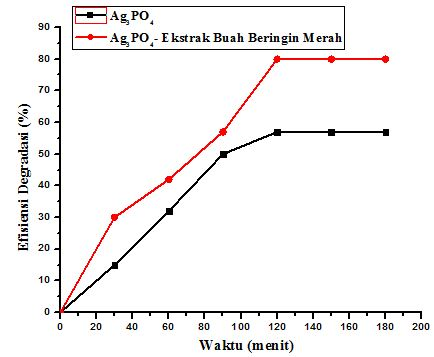 Ag3PO4
Ag3PO4- Ekstrak Buah Beringin Merah
90
80
70
60
50
40
30
20
10
0
Efisiensi Degradasi (%)
0 20 40 60 80 100 120 140 160 180 200
Waktu (menit)